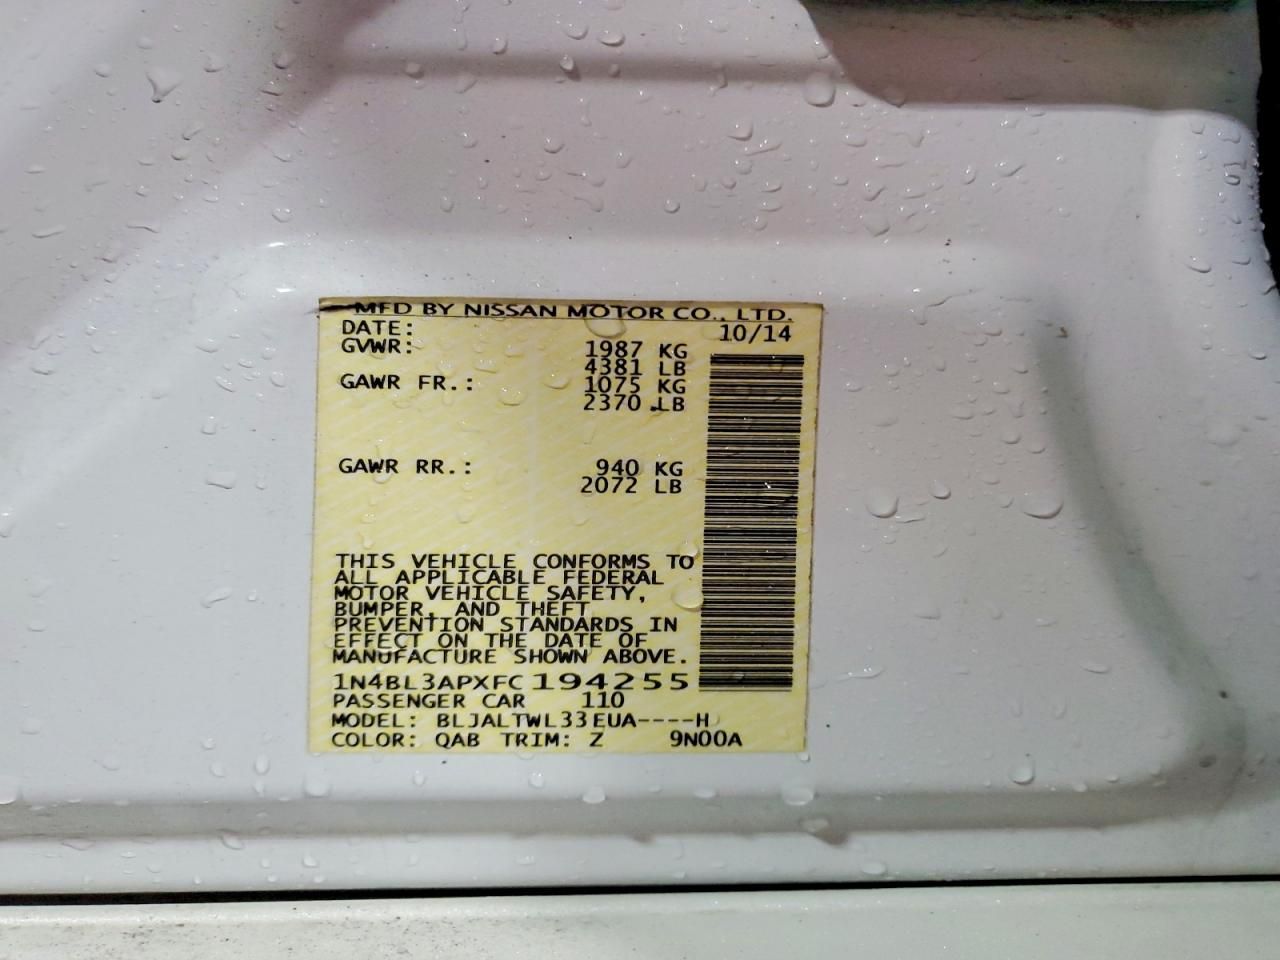 MFD BY NISSAN MOTOR CO., LTD.
DATE: 10/14
GVWR: 1987 KG
4381 LB
GAWR FR.: 1075 KG
2370 LB
GAWR RR.: 940 KG
2072 LB
THIS VEHICLE CONFORMS TO
ALL APPLICABLE FEDERAL
MOTOR VEHICLE SAFETY,
BUMPER, AND THEFT
PREVENTION STANDARDS IN
EFFECT ON THE DATE OF
MANUFACTURE SHOWN ABOVE.
1N4BL3APXFC194255
PASSENGER CAR 110
MODEL: BLJALTWL33EUA----H
COLOR: QAB TRIM: Z 9N00A